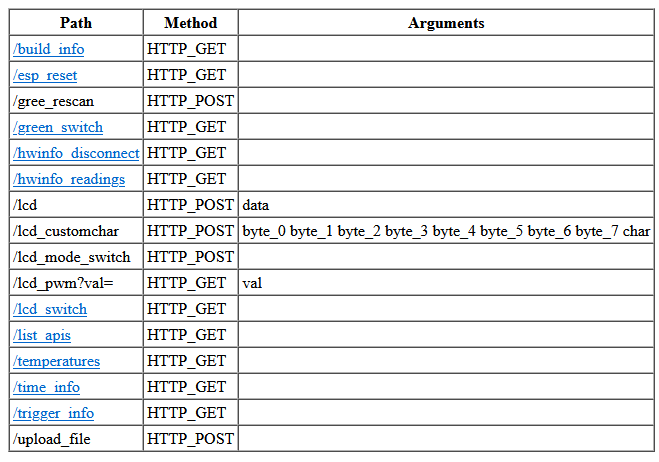 Path Method Arguments
/build_info HTTP_GET
/esp_reset HTTP_GET
/gree_rescan HTTP_POST
/green_switch HTTP_GET
/hwinfo_disconnect HTTP_GET
/hwinfo_readings HTTP_GET
/lcd HTTP_POST data
/lcd_customchar HTTP_POST byte_0 byte_1 byte_2 byte_3 byte_4 byte_5 byte_6 byte_7 char
/lcd_mode_switch HTTP_POST
/lcd_pwm?val= HTTP_GET val
/lcd_switch HTTP_GET
/list_apis HTTP_GET
/temperatures HTTP_GET
/time_info HTTP_GET
/trigger_info HTTP_GET
/upload_file HTTP_POST